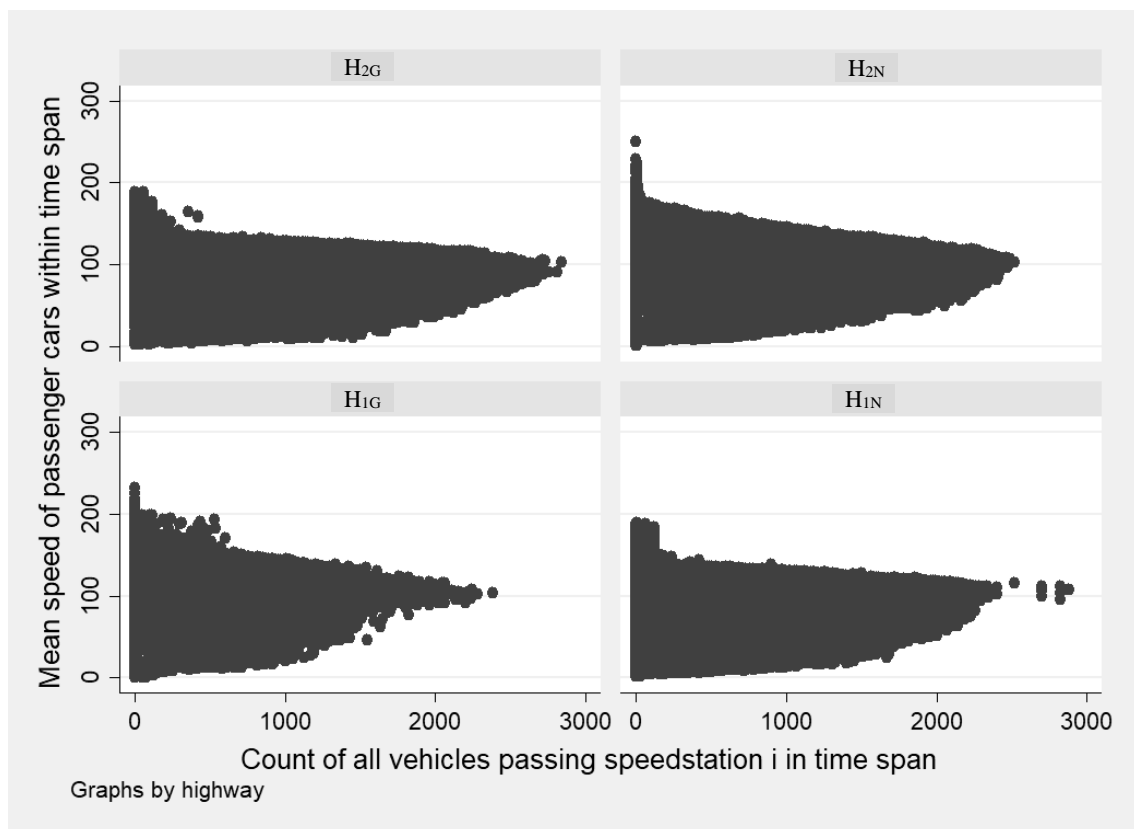 H2G H2N
Mean speed of passenger cars within time span
300
200
100
0
H1G H1N
300
200
100
0
0 1000 2000 3000 0 1000 2000 3000
Count of all vehicles passing speedstation i in time span
Graphs by highway